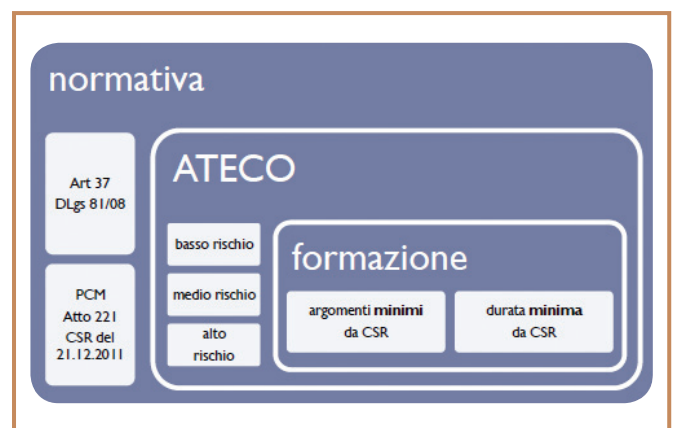 normativa
Art 37
DLgs 81/08
PCM
Atto 221
CSR del
21.12.2011
ATECO
basso rischio
medio rischio
alto
rischio
formazione
argomenti minimi
da CSR
durata minima
da CSR